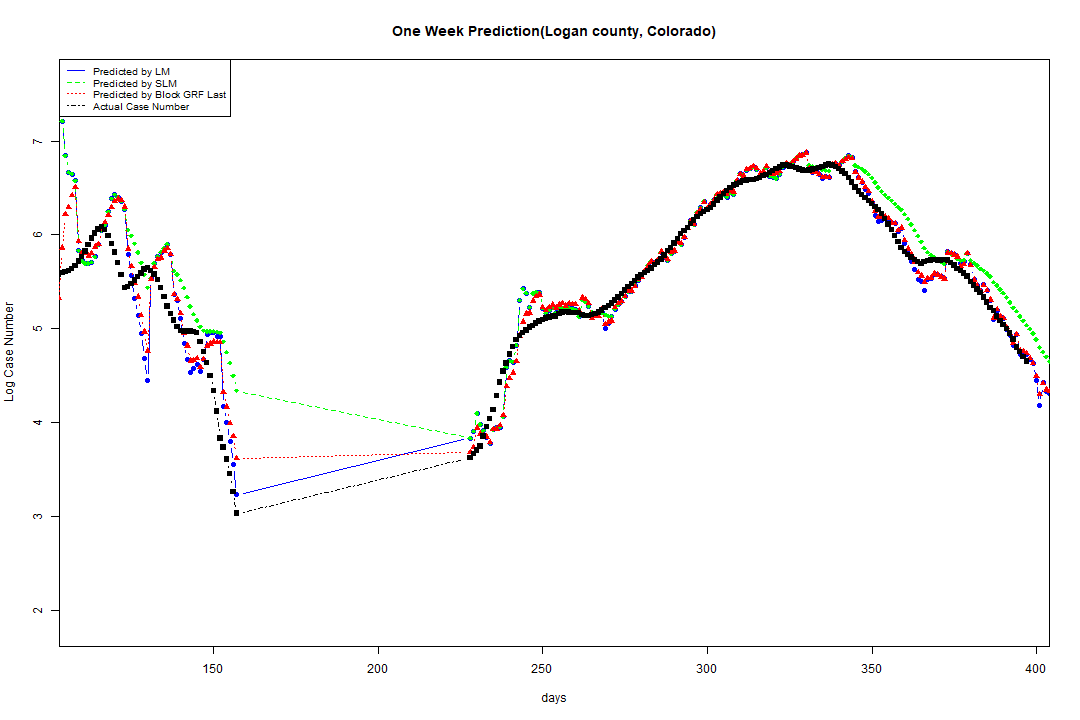 One Week Prediction(Logan county, Colorado)
Predicted by LM
Predicted by SLM
Predicted by Block GRF Last
Actual Case Number
7
6
5
4
3
2
Log Case Number
150 200 250 300 350 400
days